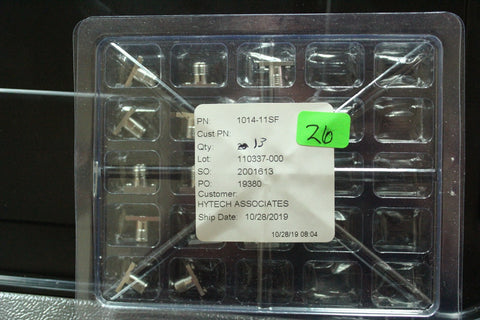 PN: 1014-11SF
Cust PN:
Qty: 13
Lot: 110337-000
SO: 2001613
PO: 19380
Customer:
HYTECH ASSOCIATES
Ship Date: 10/28/2019
10/28/19 08:04
26